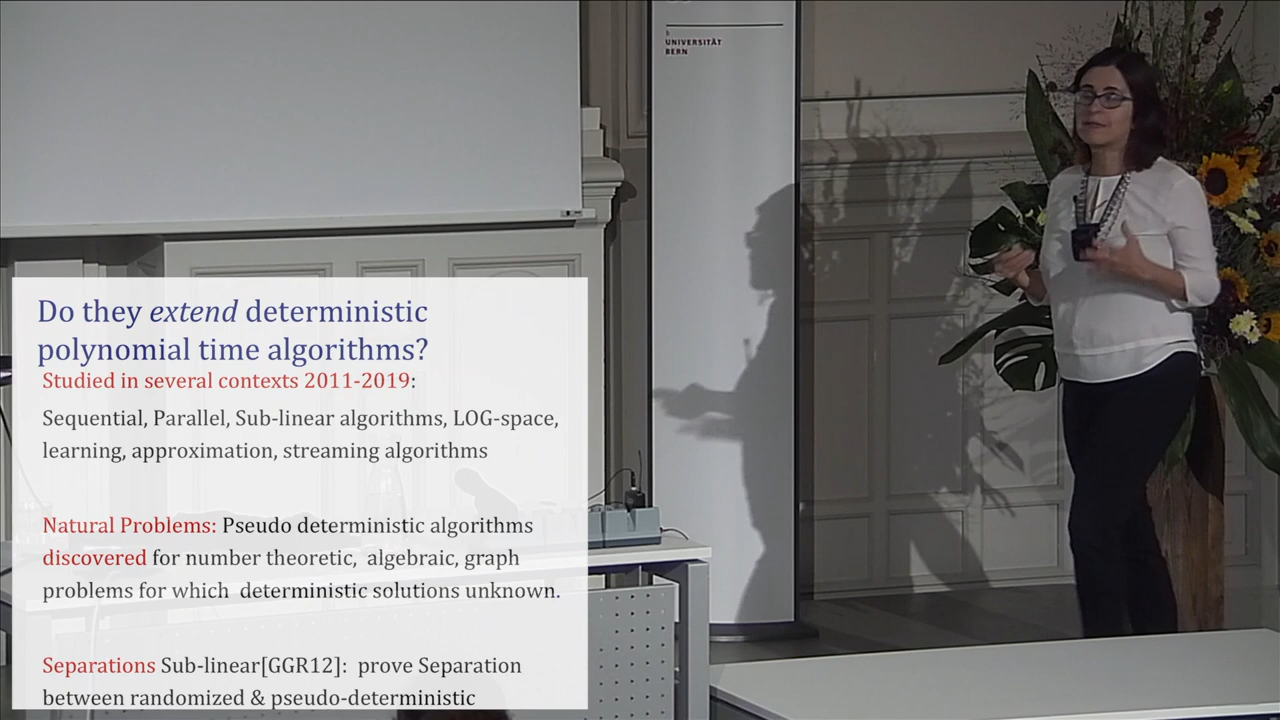 b
UNIVERSITÄT
BERN
Do they extend deterministic
polynomial time algorithms?
Studied in several contexts 2011-2019:
Sequential, Parallel, Sub-linear algorithms, LOG-space,
learning, approximation, streaming algorithms
Natural Problems: Pseudo deterministic algorithms
discovered for number theoretic, algebraic, graph
problems for which deterministic solutions unknown.
Separations Sub-linear[GGR12]: prove Separation
between randomized & pseudo-deterministic